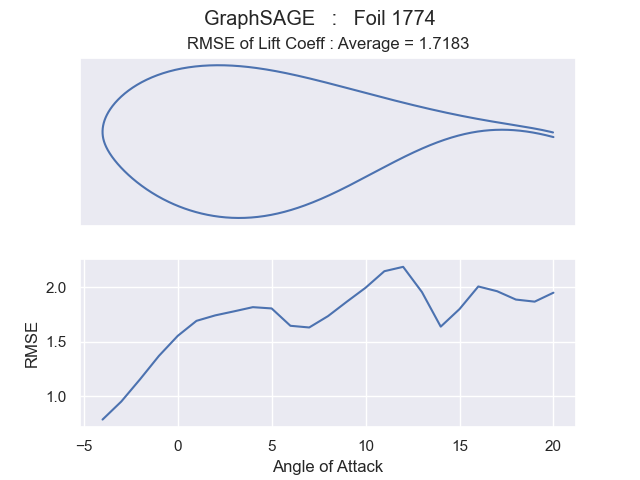 GraphSAGE   :   Foil 1774
RMSE of Lift Coeff : Average = 1.7183
2.0
1.5
1.0
RMSE
−5 0 5 10 15 20
Angle of Attack